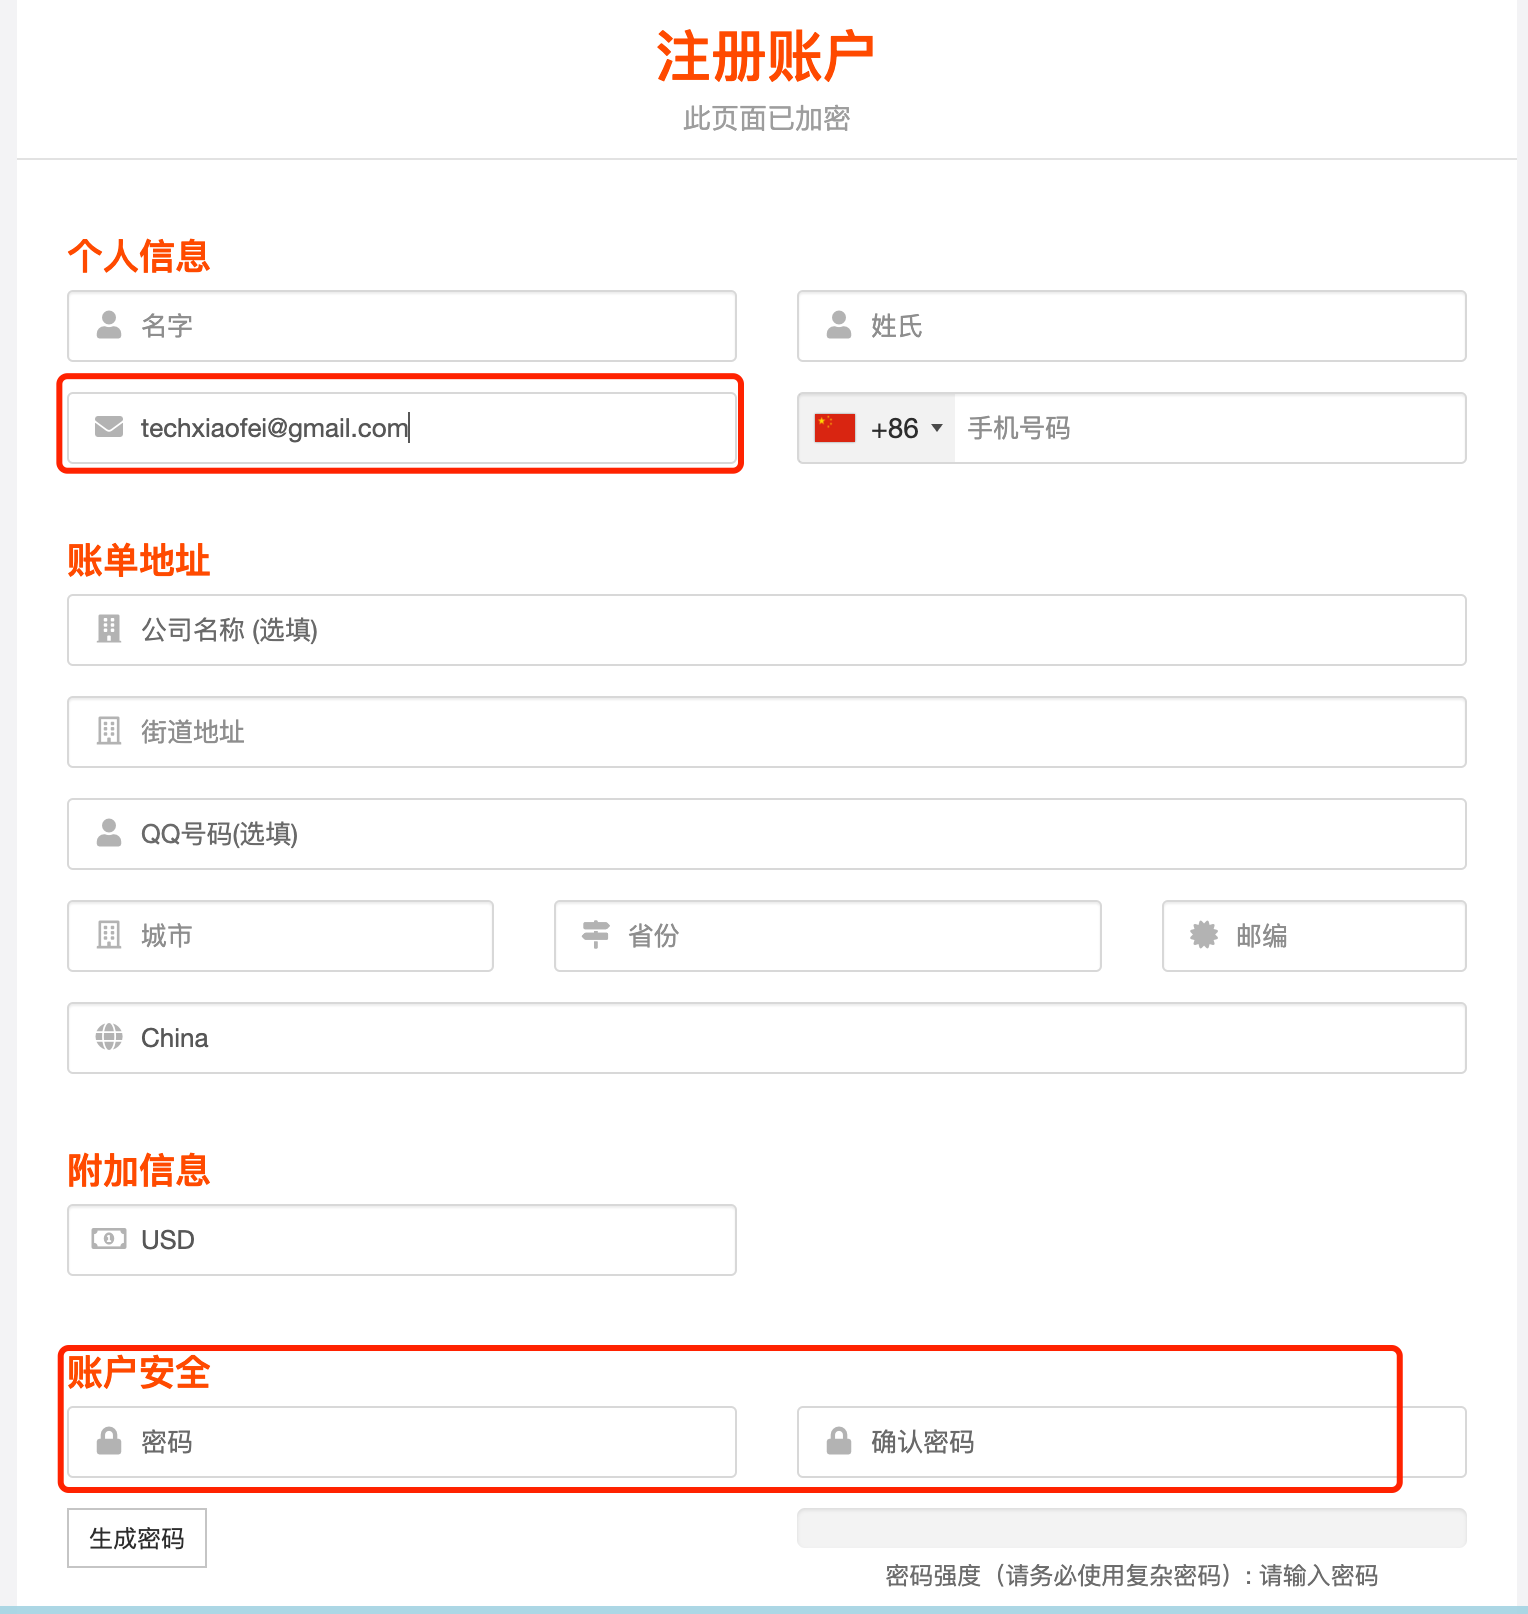 注册账户
此页面已加密
个人信息
名字
姓氏
techxiaofei@gmail.com
+86
手机号码
账单地址
公司名称 (选填)
街道地址
QQ号码(选填)
城市
省份
邮编
China
附加信息
USD
账户安全
密码
确认密码
生成密码
密码强度（请务必使用复杂密码）: 请输入密码